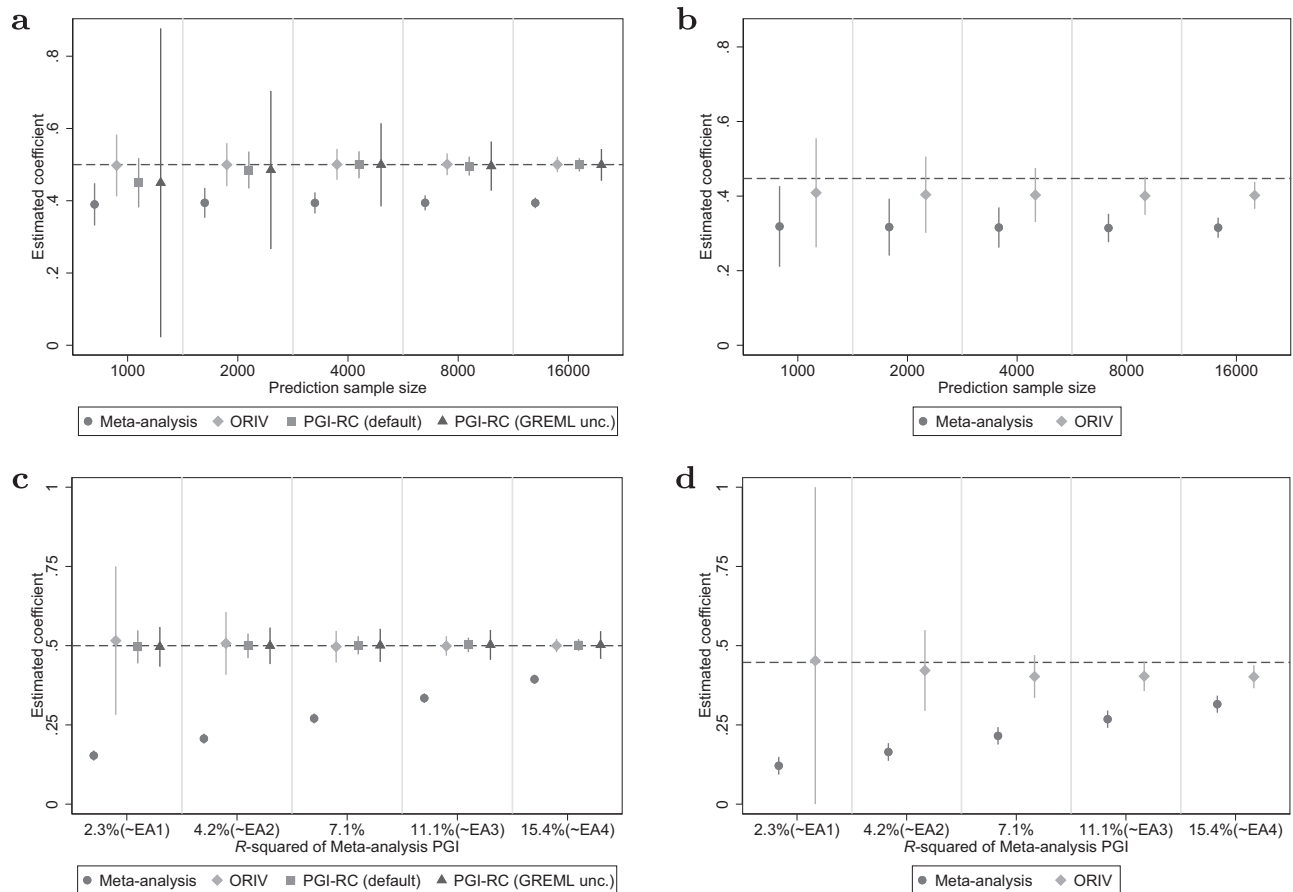 a
Estimated coefficient
0 .2 .4 .6 .8
1000 2000 4000 8000 16000
Prediction sample size
Meta-analysis ORIV PGI-RC (default) PGI-RC (GREML unc.)
b
Estimated coefficient
0 .2 .4 .6 .8
1000 2000 4000 8000 16000
Prediction sample size
Meta-analysis ORIV
c
Estimated coefficient
0 .25 .5 .75 1
2.3%(~EA1) 4.2%(~EA2) 7.1% 11.1%(~EA3) 15.4%(~EA4)
R-squared of Meta-analysis PGI
Meta-analysis ORIV PGI-RC (default) PGI-RC (GREML unc.)
d
Estimated coefficient
0 .25 .5 .75 1
2.3%(~EA1) 4.2%(~EA2) 7.1% 11.1%(~EA3) 15.4%(~EA4)
R-squared of Meta-analysis PGI
Meta-analysis ORIV